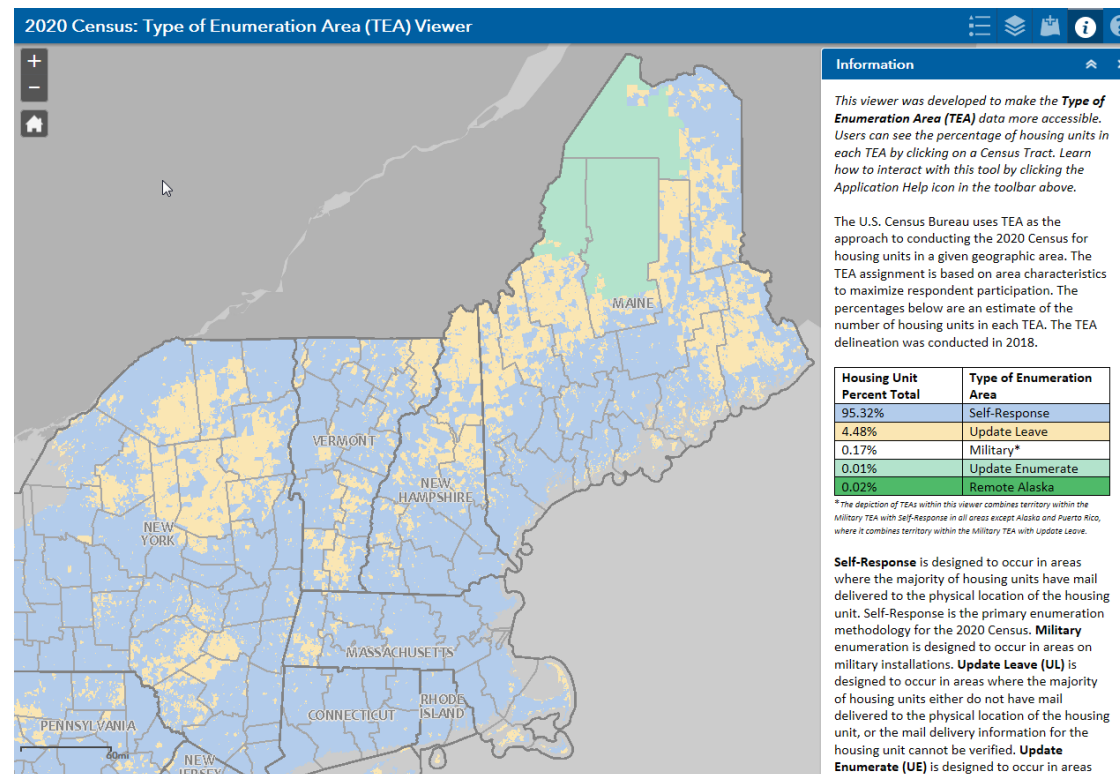 2020 Census: Type of Enumeration Area (TEA) Viewer
+
−
MAINE
VERMONT
NEW
HAMPSHIRE
NEW
YORK
MASSACHUSETTS
RHODE
ISLAND
CONNECTICUT
PENNSYLVANIA
60mi
NEW
JERSEY
Information
This viewer was developed to make the Type of
Enumeration Area (TEA) data more accessible.
Users can see the percentage of housing units in
each TEA by clicking on a Census Tract. Learn
how to interact with this tool by clicking the
Application Help icon in the toolbar above.
The U.S. Census Bureau uses TEA as the
approach to conducting the 2020 Census for
housing units in a given geographic area. The
TEA assignment is based on area characteristics
to maximize respondent participation. The
percentages below are an estimate of the
number of housing units in each TEA. The TEA
delineation was conducted in 2018.
Housing Unit Percent Total Type of Enumeration Area
95.32% Self-Response
4.48% Update Leave
0.17% Military*
0.01% Update Enumerate
0.02% Remote Alaska
*The depiction of TEAs within this viewer combines territory within the
Military TEA with Self-Response in all areas except Alaska and Puerto Rico,
where it combines territory within the Military TEA with Update Leave.
Self-Response is designed to occur in areas
where the majority of housing units have mail
delivered to the physical location of the housing
unit. Self-Response is the primary enumeration
methodology for the 2020 Census. Military
enumeration is designed to occur in areas on
military installations. Update Leave (UL) is
designed to occur in areas where the majority
of housing units either do not have mail
delivered to the physical location of the housing
unit, or the mail delivery information for the
housing unit cannot be verified. Update
Enumerate (UE) is designed to occur in areas